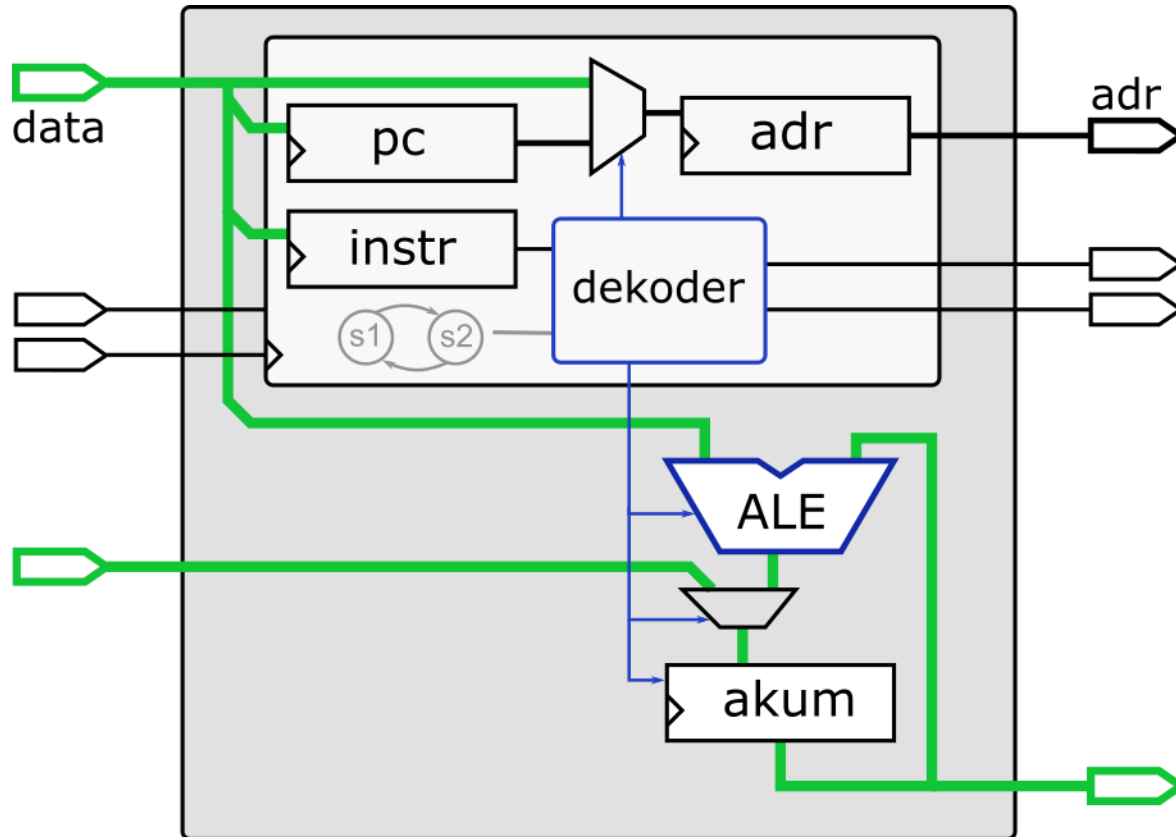 data
pc
adr
adr
instr
dekoder
s1
s2
ALE
akum